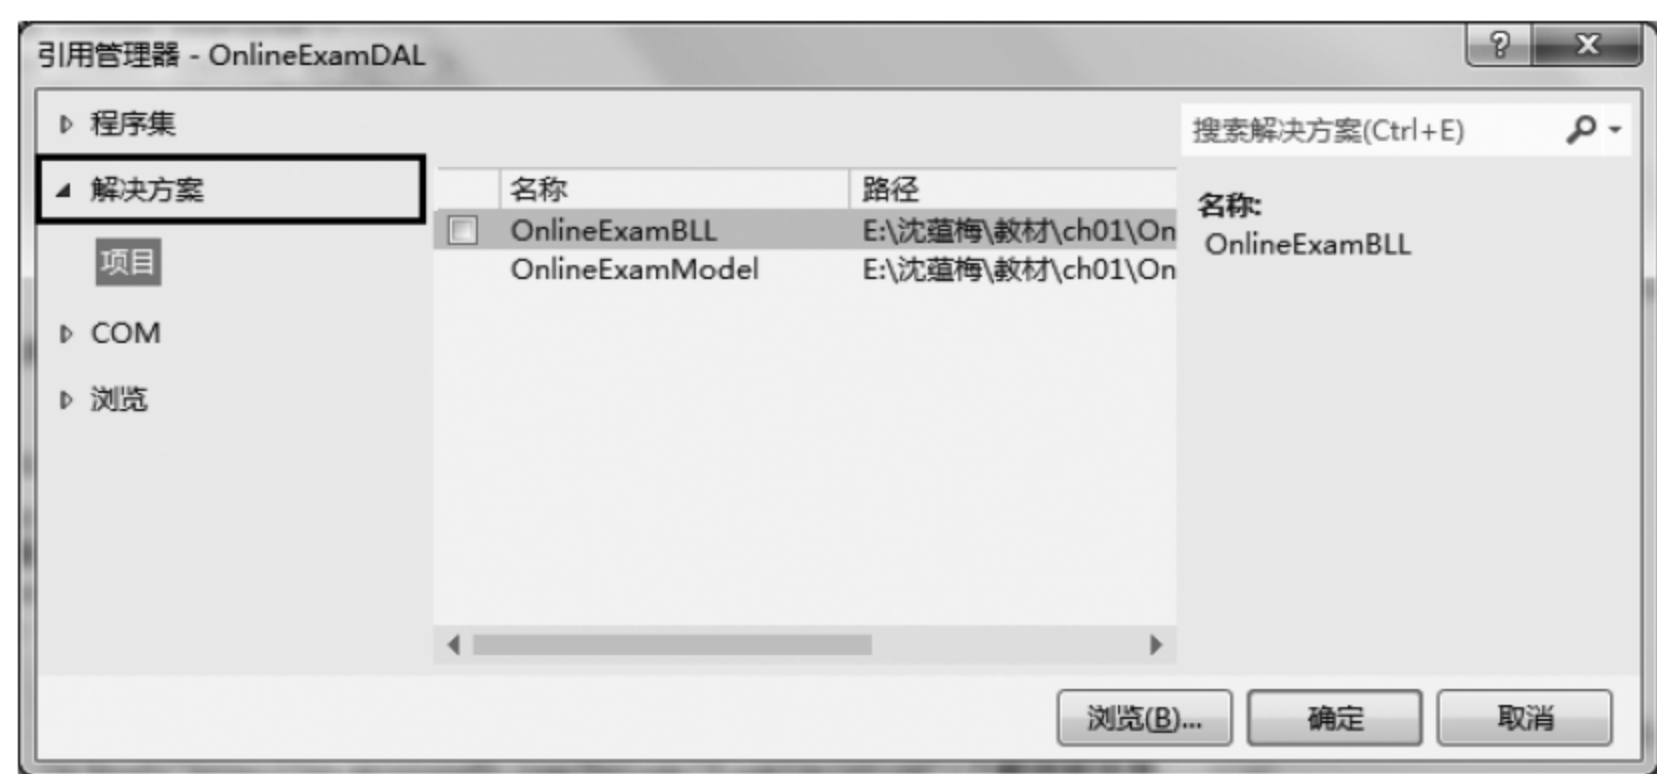 引用管理器 - OnlineExamDAL
程序集
解决方案
项目
COM
浏览
名称 路径
OnlineExamBLL E:\沈蕴梅\教材\ch01\On
OnlineExamModel E:\沈蕴梅\教材\ch01\On
搜索解决方案(Ctrl+E)
名称:
OnlineExamBLL
浏览(B)... 确定 取消